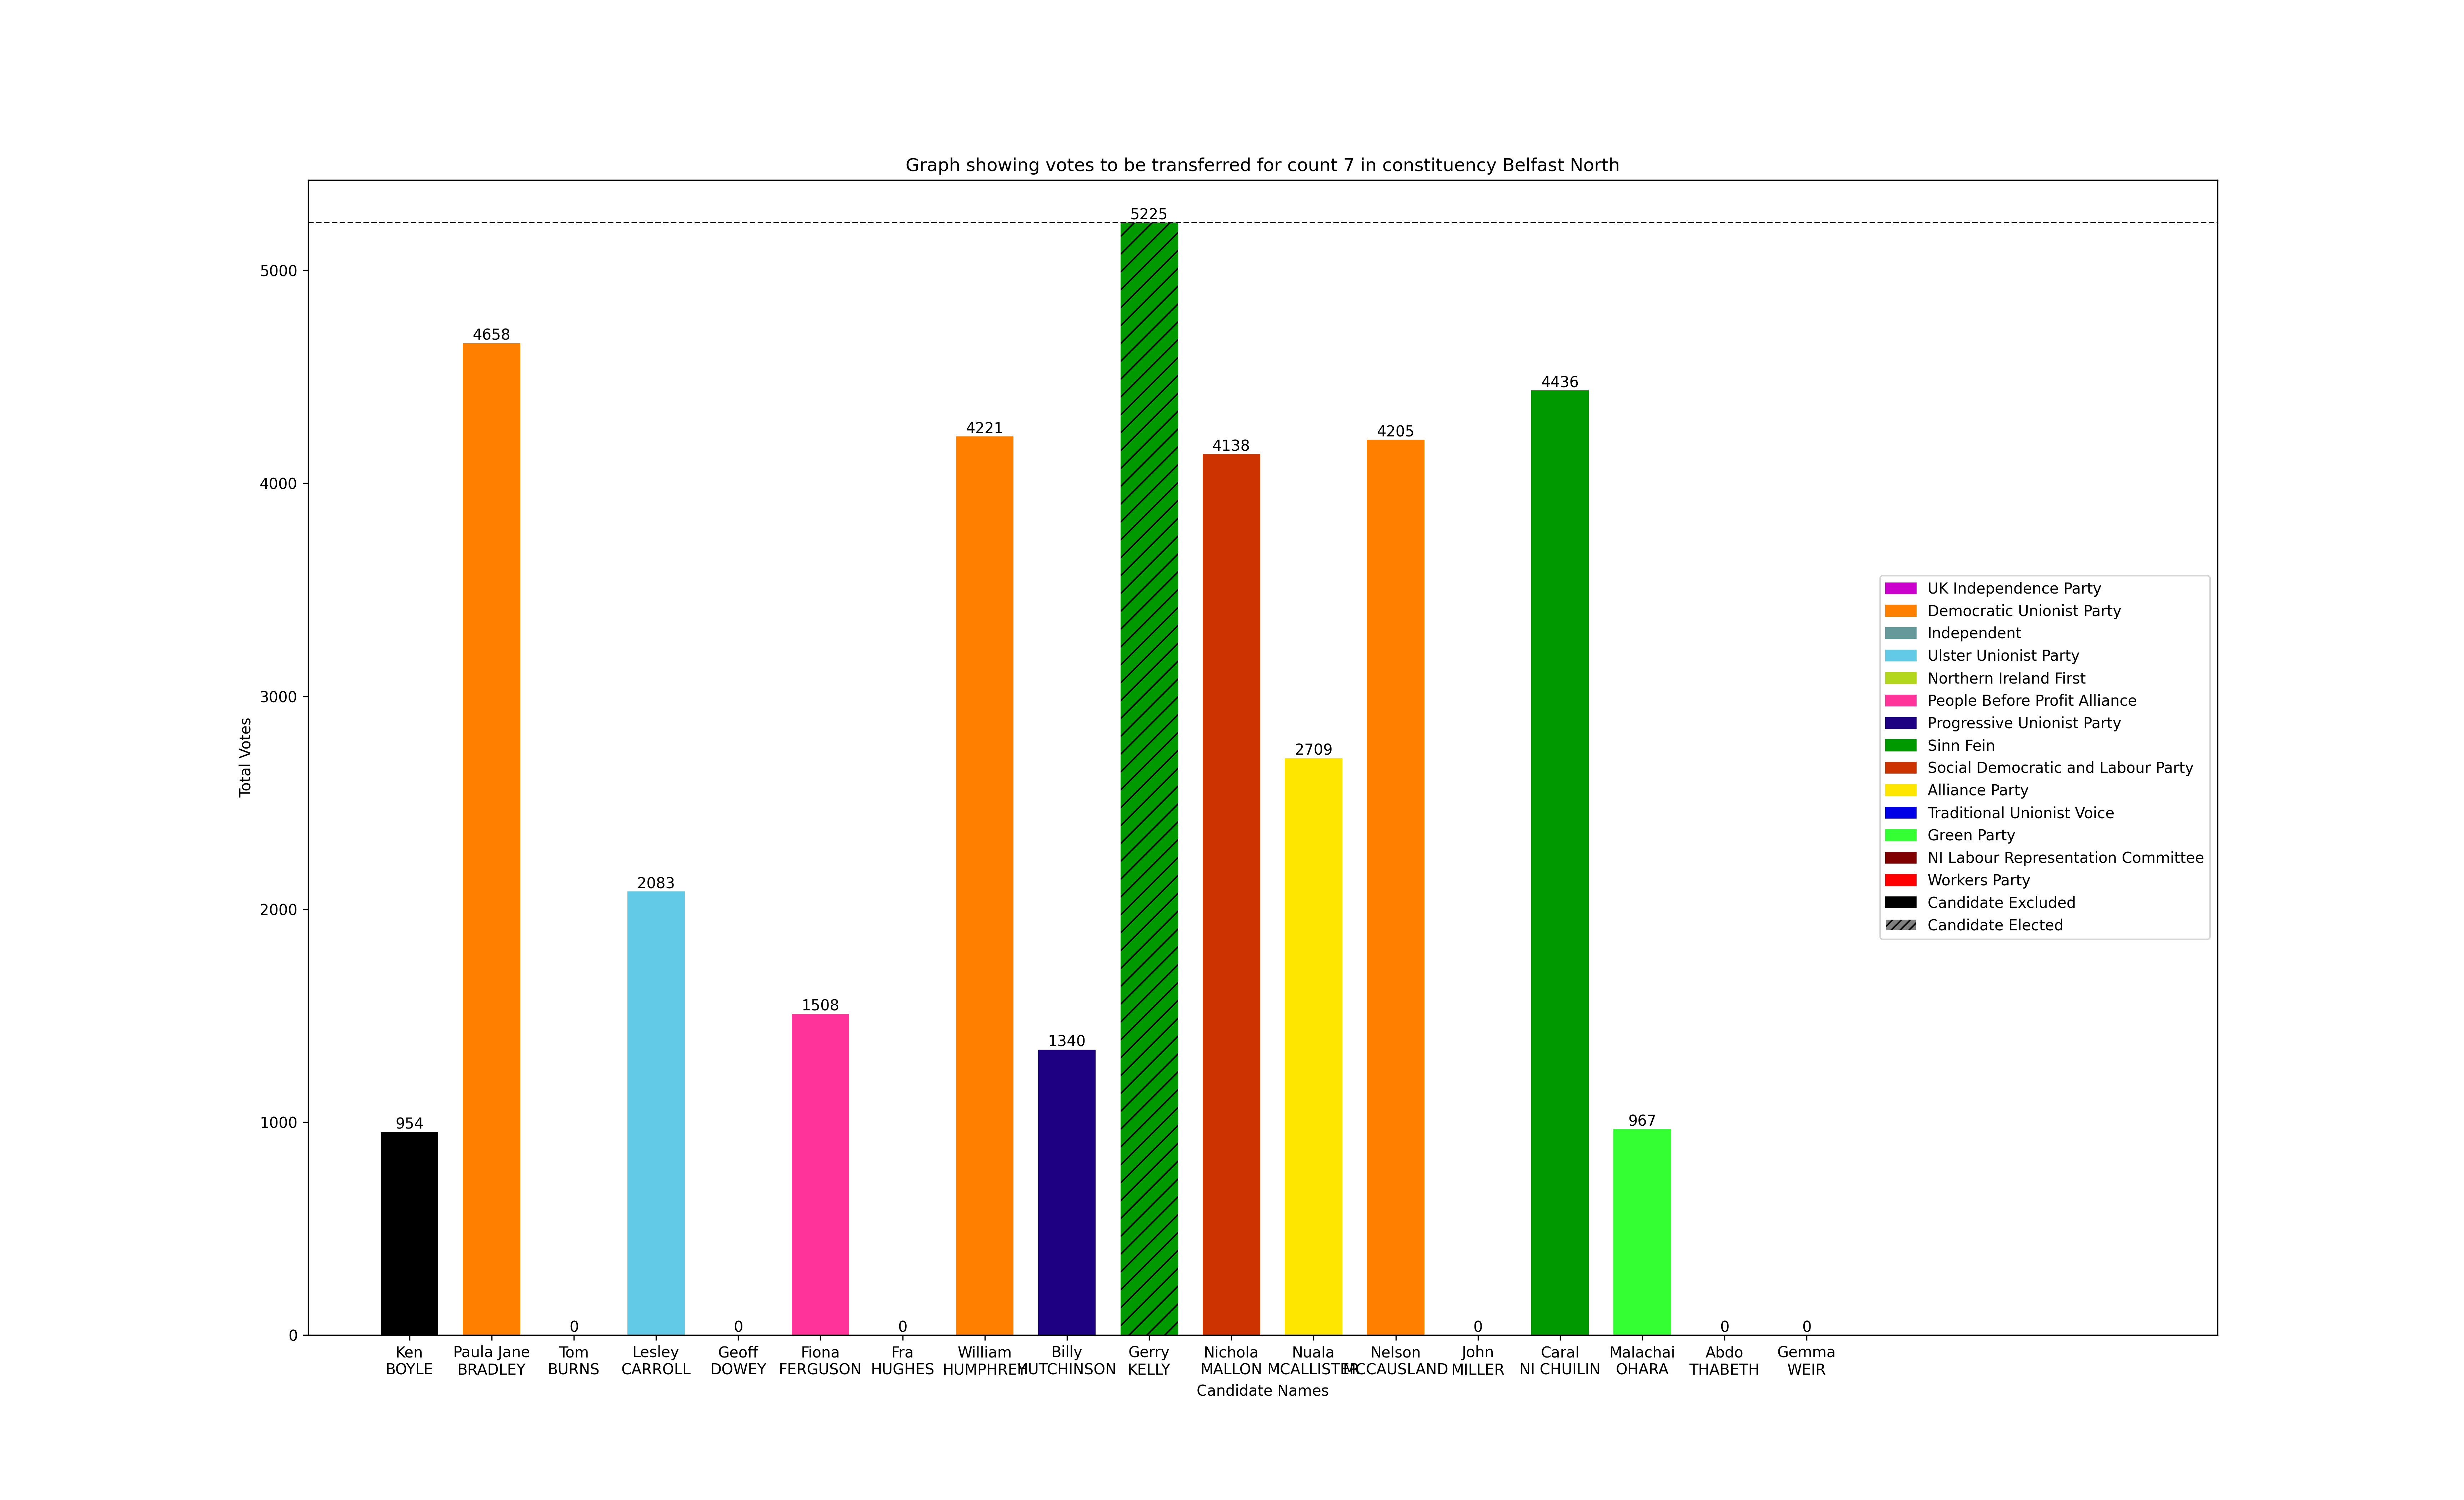 Graph showing votes to be transferred for count 7 in constituency Belfast North
5225
5000
4658
4436
4221
4205
4138
4000
3000
2709
2083
2000
1508
1340
1000
967
954
0
0
0
0
0
0
0
Total Votes
UK Independence Party
Democratic Unionist Party
Independent
Ulster Unionist Party
Northern Ireland First
People Before Profit Alliance
Progressive Unionist Party
Sinn Fein
Social Democratic and Labour Party
Alliance Party
Traditional Unionist Voice
Green Party
NI Labour Representation Committee
Workers Party
Candidate Excluded
Candidate Elected
Ken
BOYLE
Paula Jane
BRADLEY
Tom
BURNS
Lesley
CARROLL
Geoff
DOWEY
Fiona
FERGUSON
Fra
HUGHES
William
HUMPHREY
Billy
HUTCHINSON
Gerry
KELLY
Nichola
MALLON
Nuala
MCALLISTER
Nelson
MCCAUSLAND
John
MILLER
Caral
NI CHUILIN
Malachai
OHARA
Abdo
THABETH
Gemma
WEIR
Candidate Names